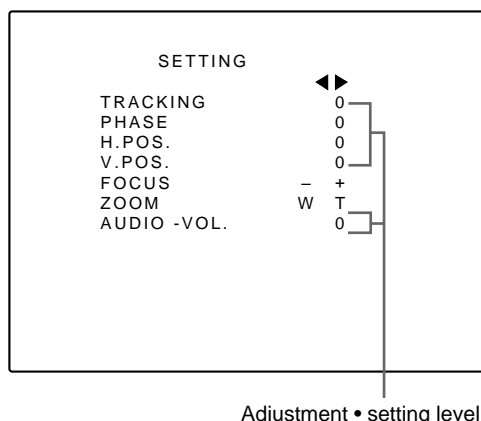 SETTING
◀ ▶
TRACKING 0
PHASE 0
H.POS. 0
V.POS. 0
FOCUS – +
ZOOM W T
AUDIO -VOL. 0
Adjustment • setting level